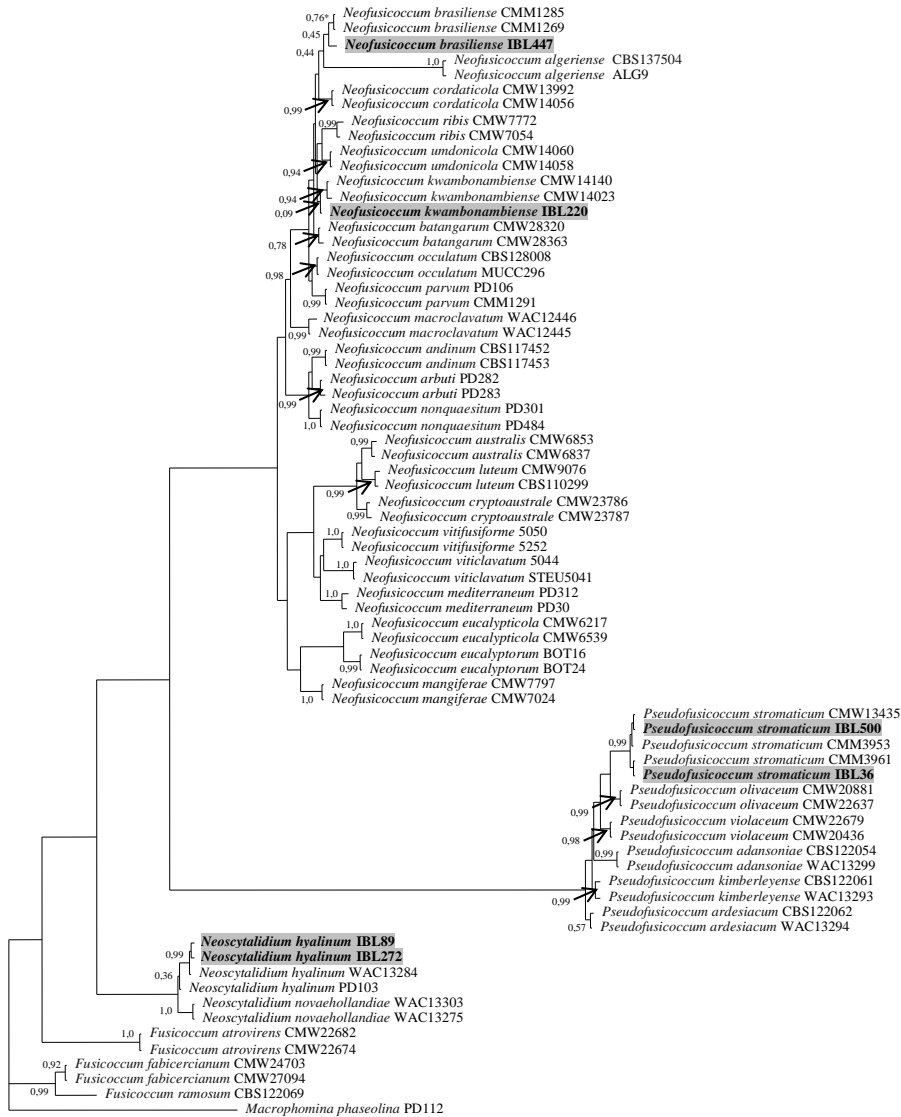 0,76*
Neofusicoccum brasiliense CMM1285
Neofusicoccum brasiliense CMM1269
0,45
Neofusicoccum brasiliense IBL447
0,44
1,0
Neofusicoccum algeriense CBS137504
Neofusicoccum algeriense ALG9
Neofusicoccum cordaticola CMW13992
0,99
Neofusicoccum cordaticola CMW14056
0,99
Neofusicoccum ribis CMW7772
Neofusicoccum ribis CMW7054
Neofusicoccum umdonicola CMW14060
0,94
Neofusicoccum umdonicola CMW14058
Neofusicoccum kwambonambiense CMW14140
0,94
Neofusicoccum kwambonambiense CMW14023
0,09
Neofusicoccum kwambonambiense IBL220
Neofusicoccum batangarum CMW28320
0,78
Neofusicoccum batangarum CMW28363
Neofusicoccum occulatum CBS128008
0,98
Neofusicoccum occulatum MUCC296
Neofusicoccum parvum PD106
0,99
Neofusicoccum parvum CMM1291
Neofusicoccum macroclavatum WAC12446
0,99
Neofusicoccum macroclavatum WAC12445
0,99
Neofusicoccum andinum CBS117452
Neofusicoccum andinum CBS117453
Neofusicoccum arbuti PD282
0,99
Neofusicoccum arbuti PD283
Neofusicoccum nonquaesitum PD301
1,0
Neofusicoccum nonquaesitum PD484
0,99
Neofusicoccum australis CMW6853
Neofusicoccum australis CMW6837
Neofusicoccum luteum CMW9076
0,99
Neofusicoccum luteum CBS110299
Neofusicoccum cryptoaustrale CMW23786
0,99
Neofusicoccum cryptoaustrale CMW23787
1,0
Neofusicoccum vitifusiforme 5050
Neofusicoccum vitifusiforme 5252
1,0
Neofusicoccum viticlavatum 5044
Neofusicoccum viticlavatum STEU5041
1,0
Neofusicoccum mediterraneum PD312
Neofusicoccum mediterraneum PD30
1,0
Neofusicoccum eucalypticola CMW6217
Neofusicoccum eucalypticola CMW6539
Neofusicoccum eucalyptorum BOT16
0,99
Neofusicoccum eucalyptorum BOT24
Neofusicoccum mangiferae CMW7797
1,0
Neofusicoccum mangiferae CMW7024
Pseudofusicoccum stromaticum CMW13435
Pseudofusicoccum stromaticum IBL500
0,99
Pseudofusicoccum stromaticum CMM3953
Pseudofusicoccum stromaticum CMM3961
Pseudofusicoccum stromaticum IBL36
Pseudofusicoccum olivaceum CMW20881
0,99
Pseudofusicoccum olivaceum CMW22637
Pseudofusicoccum violaceum CMW22679
0,98
Pseudofusicoccum violaceum CMW20436
0,99
Pseudofusicoccum adansoniae CBS122054
Pseudofusicoccum adansoniae WAC13299
Pseudofusicoccum kimberleyense CBS122061
0,99
Pseudofusicoccum kimberleyense WAC13293
Pseudofusicoccum ardesiacum CBS122062
0,57
Pseudofusicoccum ardesiacum WAC13294
Neoscytalidium hyalinum IBL89
0,99
Neoscytalidium hyalinum IBL272
Neoscytalidium hyalinum WAC13284
0,36
Neoscytalidium hyalinum PD103
Neoscytalidium novaehollandiae WAC13303
1,0
Neoscytalidium novaehollandiae WAC13275
1,0
Fusicoccum atrovirens CMW22682
Fusicoccum atrovirens CMW22674
0,92
Fusicoccum fabicercianum CMW24703
Fusicoccum fabicercianum CMW27094
0,99
Fusicoccum ramosum CBS122069
Macrophomina phaseolina PD112